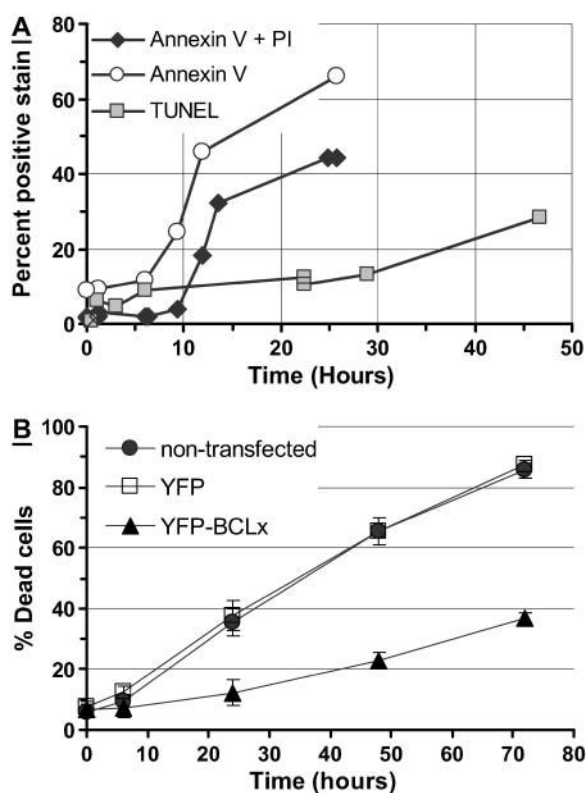 A
80
60
40
20
0
Percent positive stain
Annexin V + PI
Annexin V
TUNEL
0 10 20 30 40 50
Time (Hours)
B
100
80
60
40
20
0
% Dead cells
non-transfected
YFP
YFP-BCLx
0 10 20 30 40 50 60 70 80
Time (hours)